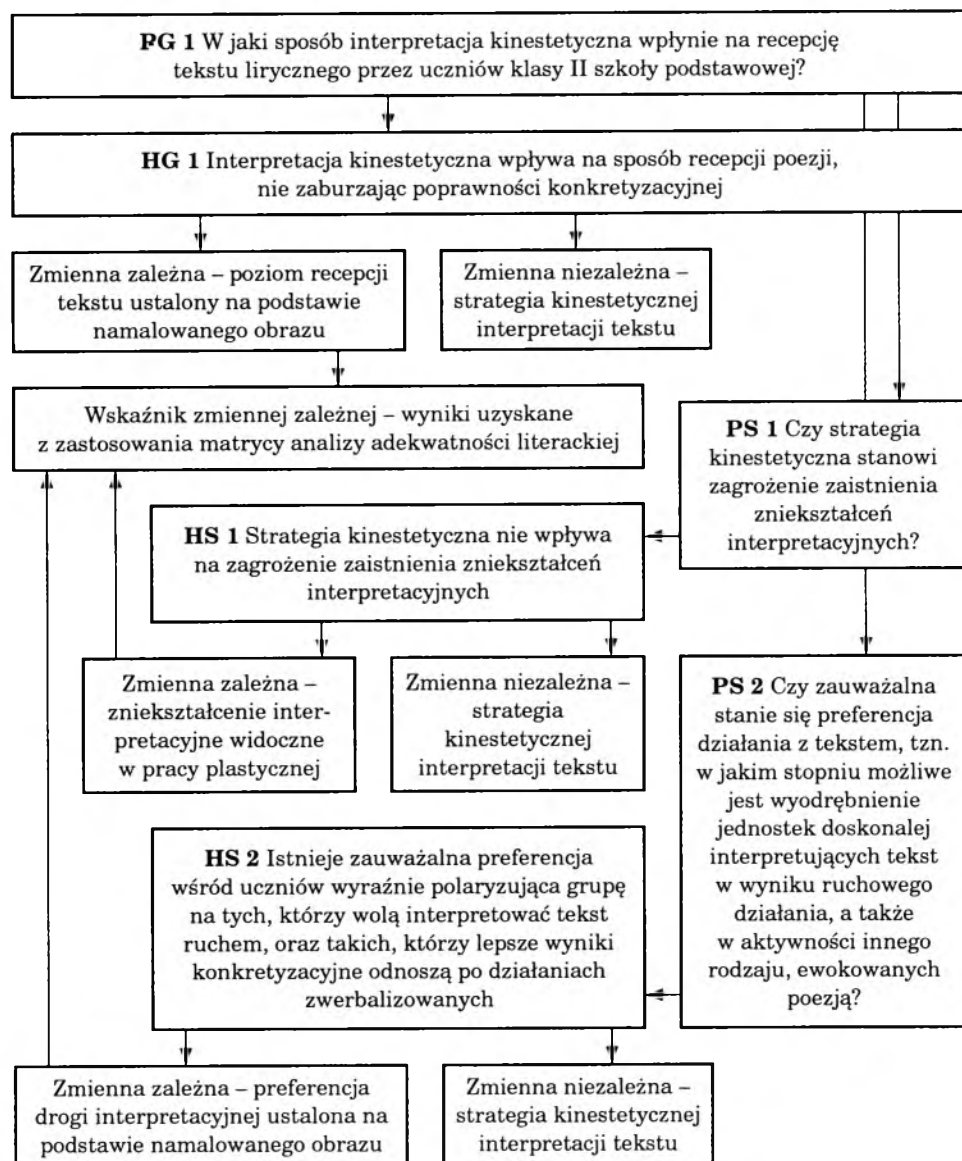 PG 1 W jaki sposób interpretacja kinestetyczna wpłynie na recepcję
tekstu lirycznego przez uczniów klasy II szkoły podstawowej?
HG 1 Interpretacja kinestetyczna wpływa na sposób recepcji poezji,
nie zaburzając poprawności konkretyzacyjnej
Zmienna zależna – poziom recepcji
tekstu ustalony na podstawie
namalowanego obrazu
Zmienna niezależna –
strategia kinestetycznej
interpretacji tekstu
Wskaźnik zmiennej zależnej – wyniki uzyskane
z zastosowania matrycy analizy adekwatności literackiej
PS 1 Czy strategia
kinestetyczna stanowi
zagrożenie zaistnienia
zniekształceń
interpretacyjnych?
HS 1 Strategia kinestetyczna nie wpływa
na zagrożenie zaistnienia zniekształceń
interpretacyjnych
Zmienna zależna –
zniekształcenie inter-
pretacyjne widoczne
w pracy plastycznej
Zmienna niezależna –
strategia
kinestetycznej
interpretacji tekstu
PS 2 Czy zauważalna
stanie się preferencja
działania z tekstem, tzn.
w jakim stopniu możliwe
jest wyodrębnienie
jednostek doskonalej
interpretujących tekst
w wyniku ruchowego
działania, a także
w aktywności innego
rodzaju, ewokowanych
poezją?
HS 2 Istnieje zauważalna preferencja
wśród uczniów wyraźnie polaryzująca grupę
na tych, którzy wolą interpretować tekst
ruchem, oraz takich, którzy lepsze wyniki
konkretyzacyjne odnoszą po działaniach
zwerbalizowanych
Zmienna zależna – preferencja
drogi interpretacyjnej ustalona na
podstawie namalowanego obrazu
Zmienna niezależna –
strategia kinestetycznej
interpretacji tekstu